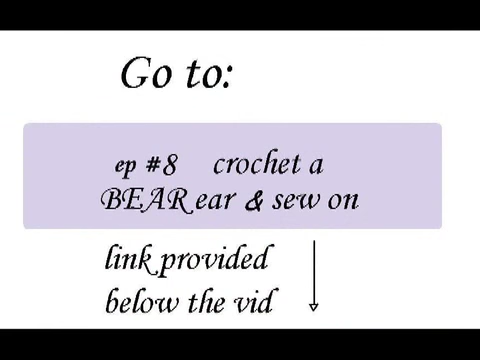 Go to:
ep #8 crochet a
BEAR ear & sew on
link provided
below the vid